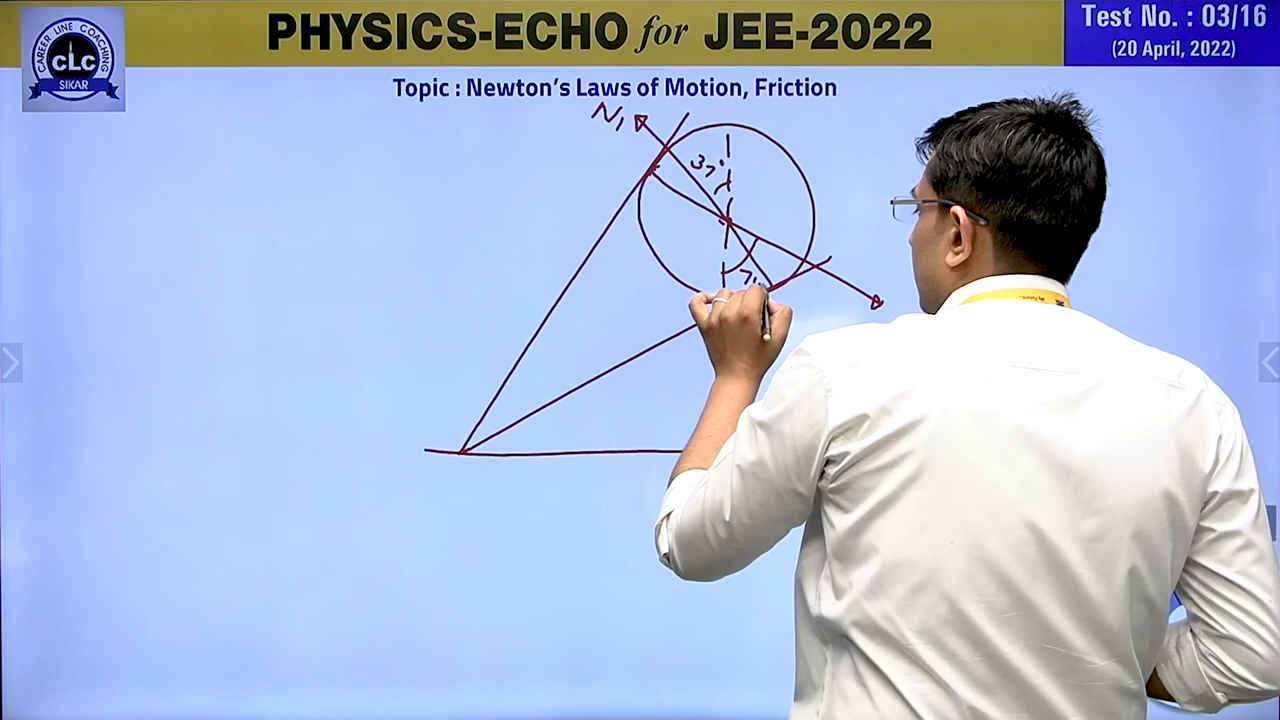 PHYSICS-ECHO for JEE-2022
Test No. : 03/16
(20 April, 2022)
CAREER LINE COACHING
CLC
SIKAR
Topic : Newton's Laws of Motion, Friction
N₁
37°